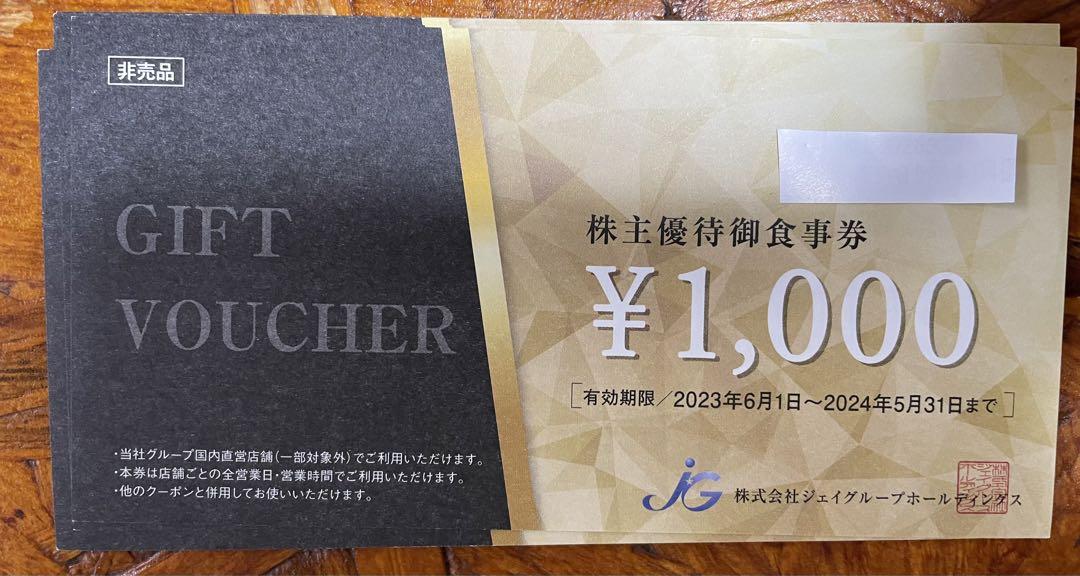 非売品
GIFT
VOUCHER
・当社グループ国内直営店舗(一部対象外)でご利用いただけます。
・本券は店舗ごとの全営業日・営業時間でご利用いただけます。
・他のクーポンと併用してお使いいただけます。
株主優待御食事券
¥1,000
[有効期限／2023年6月1日〜2024年5月31日まで]
JG 株式会社ジェイグループホールディングス